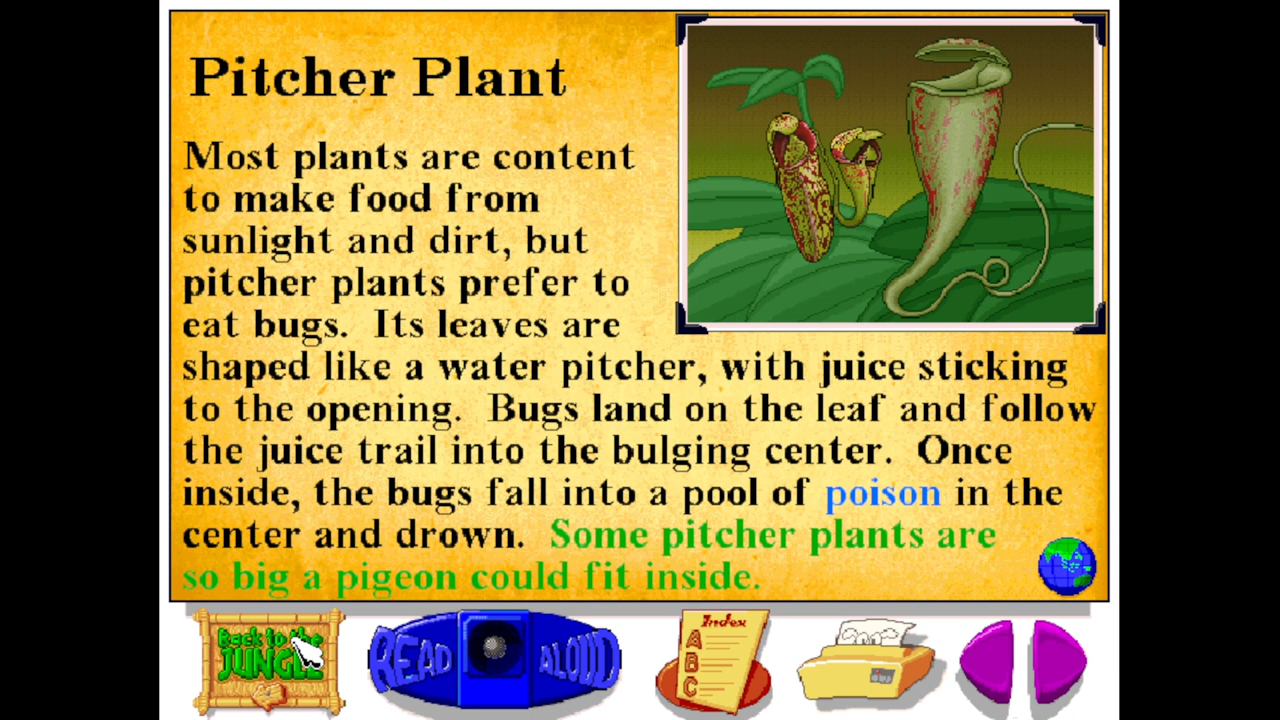 Pitcher Plant
Most plants are content
to make food from
sunlight and dirt, but
pitcher plants prefer to
eat bugs.  Its leaves are
shaped like a water pitcher, with juice sticking
to the opening.  Bugs land on the leaf and follow
the juice trail into the bulging center.  Once
inside, the bugs fall into a pool of poison in the
center and drown.  Some pitcher plants are
so big a pigeon could fit inside.
Back to the
JUNGLE
READ ALOUD
Index
A
B
C